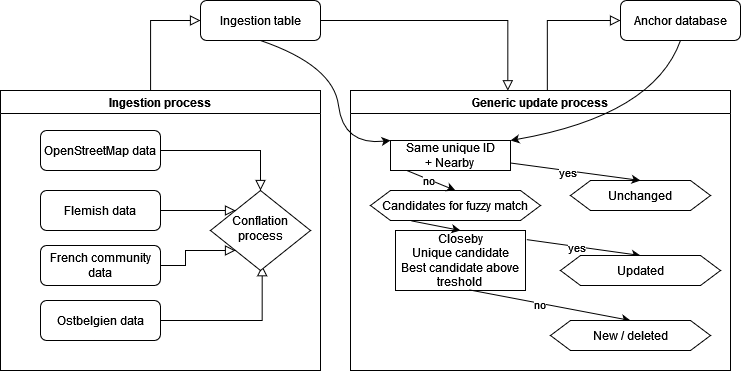 Ingestion table
Anchor database
Ingestion process
Generic update process
OpenStreetMap data
Flemish data
French community
data
Ostbelgien data
Conflation
process
Same unique ID
+ Nearby
yes
Unchanged
no
Candidates for fuzzy match
Closeby
Unique candidate
Best candidate above
treshold
yes
Updated
no
New / deleted